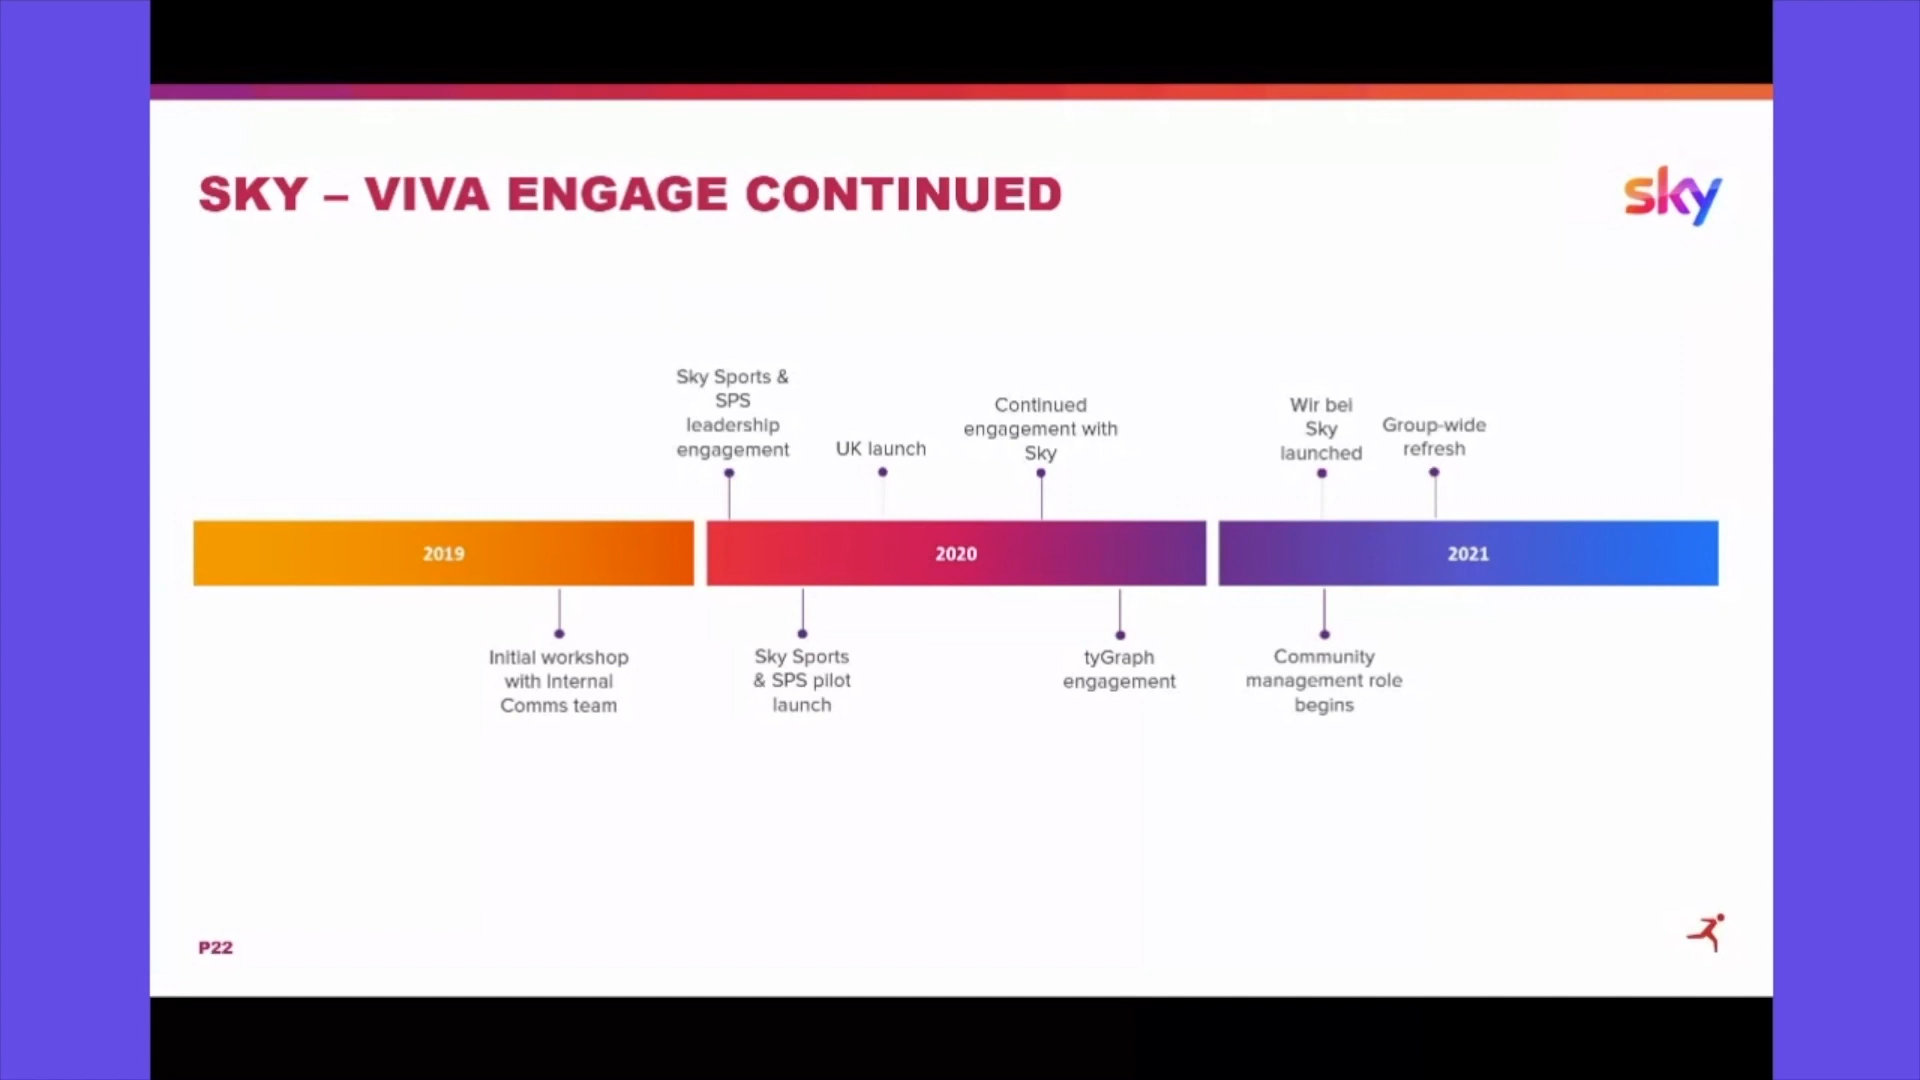 SKY – VIVA ENGAGE CONTINUED
sky
Sky Sports &
SPS
leadership
engagement
UK launch
Continued
engagement with
Sky
Wir bei
Sky
launched
Group-wide
refresh
2019
2020
2021
Initial workshop
with Internal
Comms team
Sky Sports
& SPS pilot
launch
tyGraph
engagement
Community
management role
begins
P22